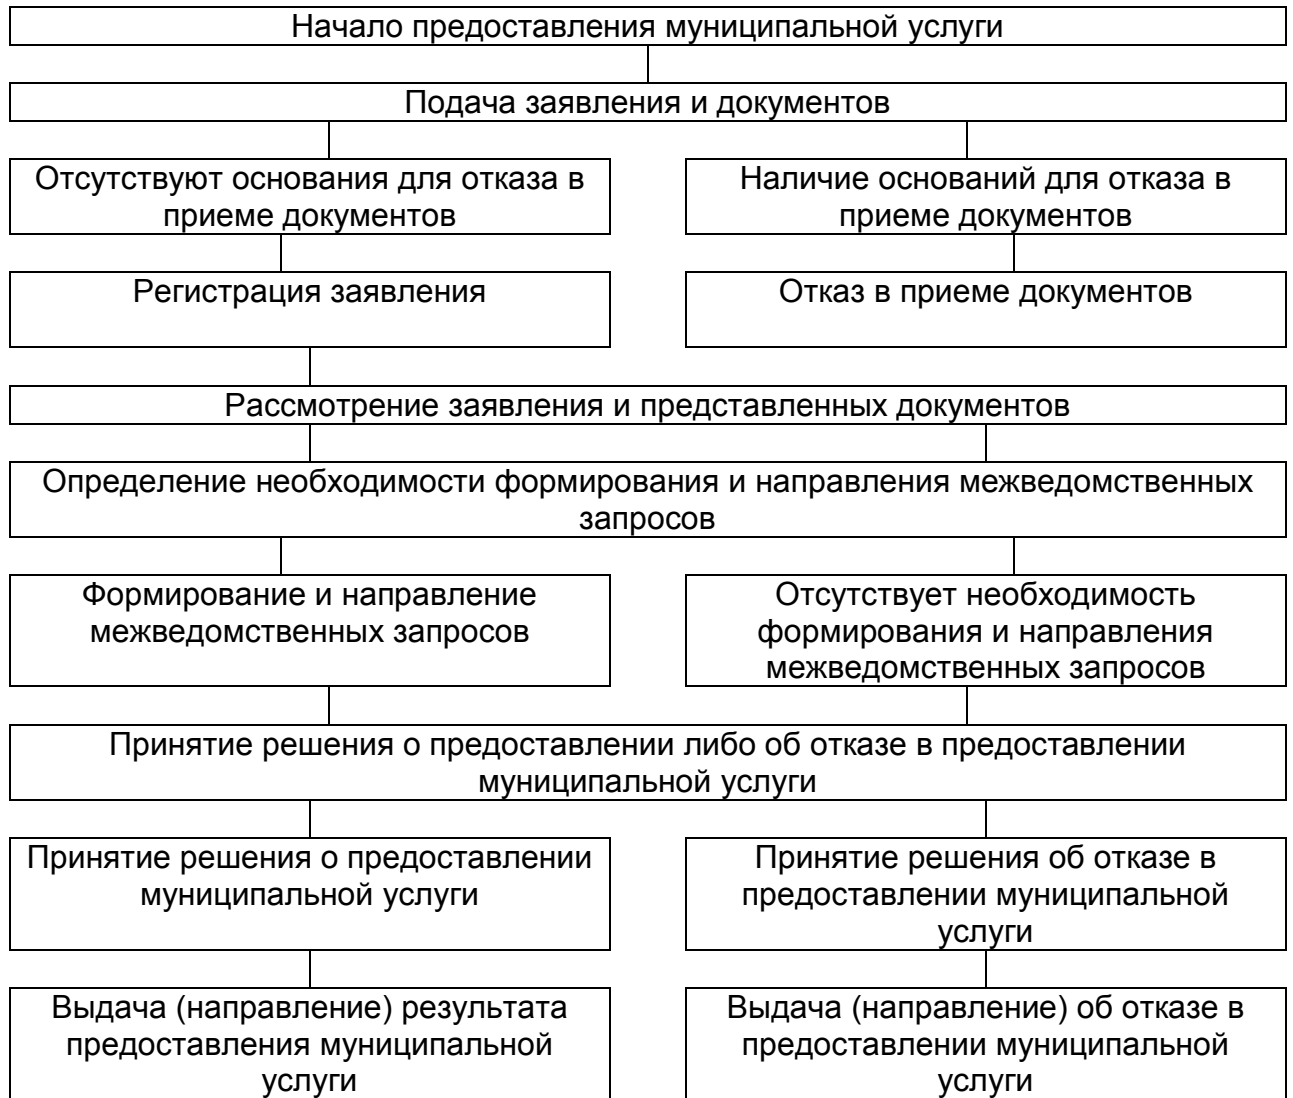 Начало предоставления муниципальной услуги
Подача заявления и документов
Отсутствуют основания для отказа в
приеме документов
Наличие оснований для отказа в
приеме документов
Регистрация заявления
Отказ в приеме документов
Рассмотрение заявления и представленных документов
Определение необходимости формирования и направления межведомственных
запросов
Формирование и направление
межведомственных запросов
Отсутствует необходимость
формирования и направления
межведомственных запросов
Принятие решения о предоставлении либо об отказе в предоставлении
муниципальной услуги
Принятие решения о предоставлении
муниципальной услуги
Принятие решения об отказе в
предоставлении муниципальной
услуги
Выдача (направление) результата
предоставления муниципальной
услуги
Выдача (направление) об отказе в
предоставлении муниципальной
услуги